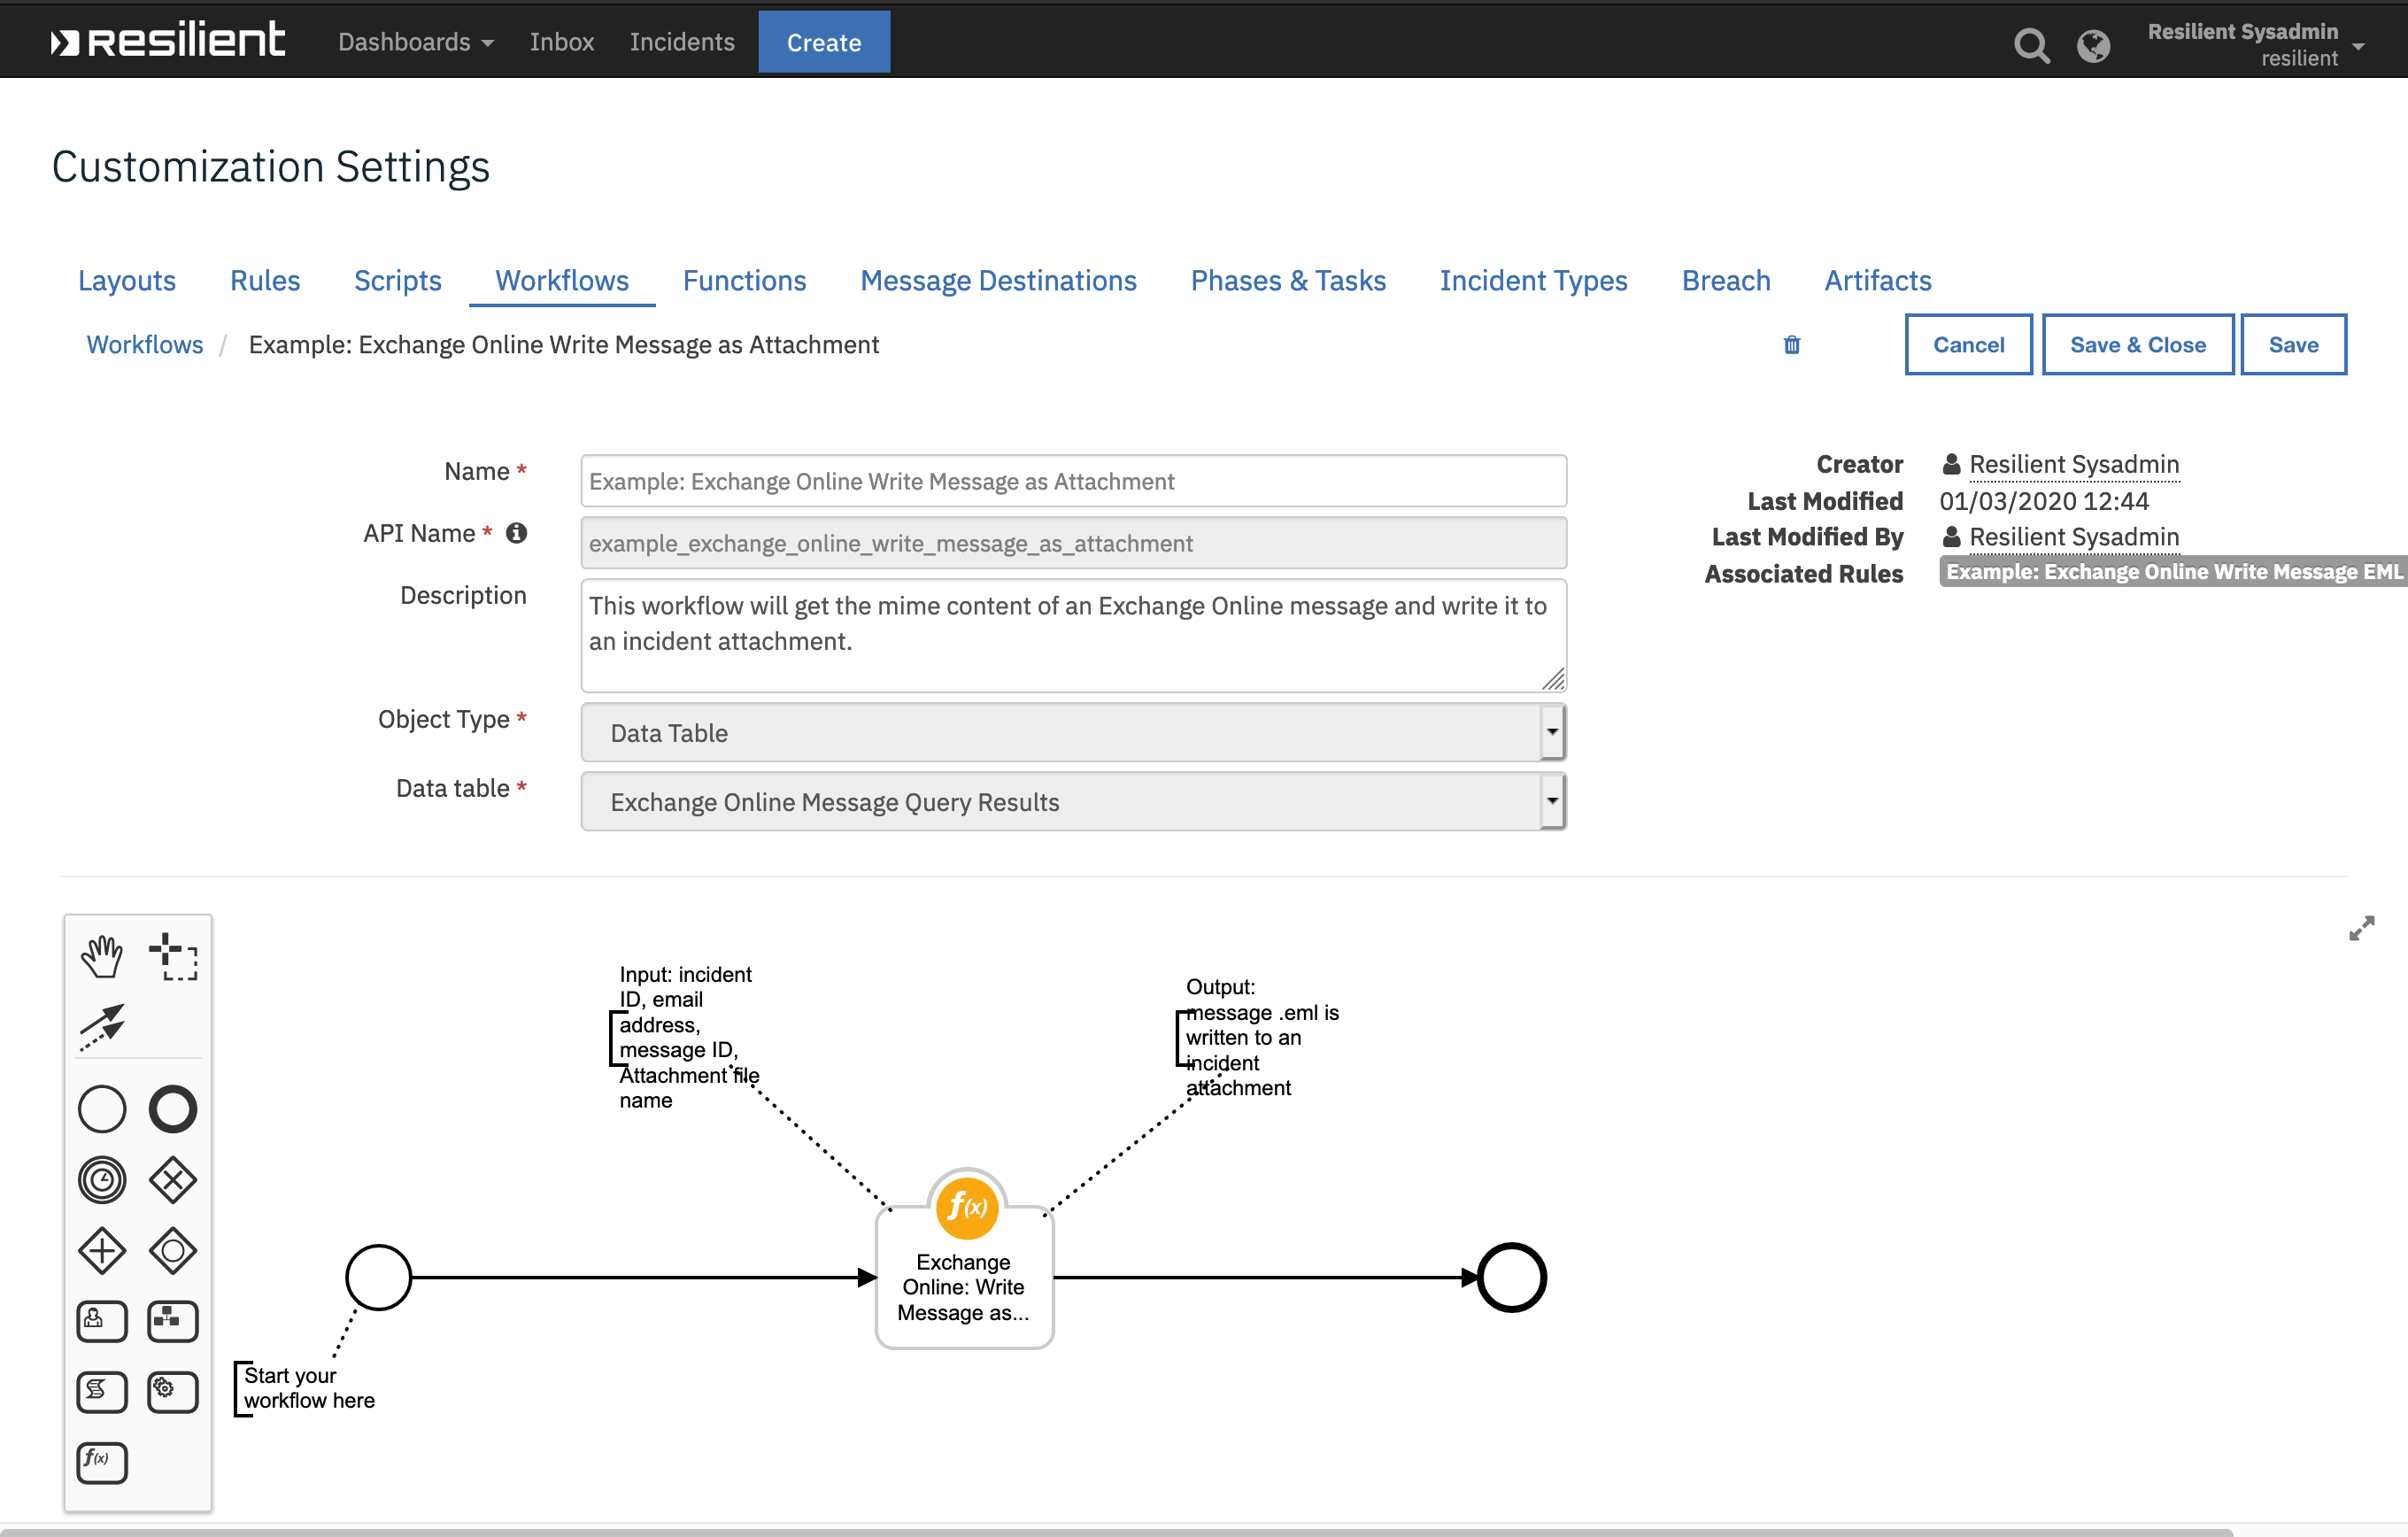 resilient
Dashboards
Inbox
Incidents
Create
Resilient Sysadmin
resilient
Customization Settings
Layouts
Rules
Scripts
Workflows
Functions
Message Destinations
Phases & Tasks
Incident Types
Breach
Artifacts
Workflows / Example: Exchange Online Write Message as Attachment
Cancel
Save & Close
Save
Name *
Example: Exchange Online Write Message as Attachment
API Name *
example_exchange_online_write_message_as_attachment
Description
This workflow will get the mime content of an Exchange Online message and write it to
an incident attachment.
Object Type *
Data Table
Data table *
Exchange Online Message Query Results
Creator
Resilient Sysadmin
Last Modified
01/03/2020 12:44
Last Modified By
Resilient Sysadmin
Associated Rules
Example: Exchange Online Write Message EML
Input: incident
ID, email
address,
message ID,
Attachment file
name
Output:
message .eml is
written to an
incident
attachment
f(x)
Exchange
Online: Write
Message as...
Start your
workflow here
f(x)